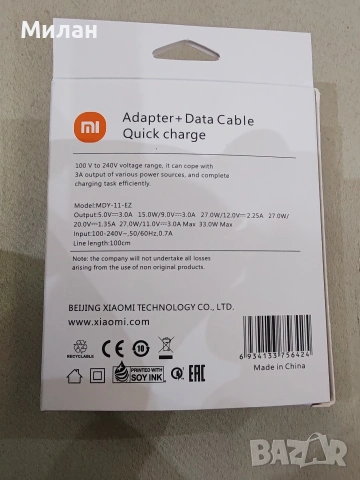 Милан
mi
Adapter+Data Cable
Quick charge
100 V to 240V voltage range, it can cope with
3A output of various power sources, and complete
charging task efficiently.
Model:MDY-11-EZ
Output:5.0V⎓3.0A 15.0W/9.0V⎓3.0A 27.0W/12.0V⎓2.25A 27.0W/
20.0V⎓1.35A 27.0W/11.0V⎓3.0A Max 33.0W Max
Input:100-240V~,50/60Hz,0.7A
Line length:100cm
Note: the company will not undertake all losses
arising from the use of non original products.
BEIJING XIAOMI TECHNOLOGY CO., LTD.
www.xiaomi.com
RECYCLABLE
CE
10
PRINTED WITH
SOY INK
EAC
6 934133 756424
Made in China
BAZAR